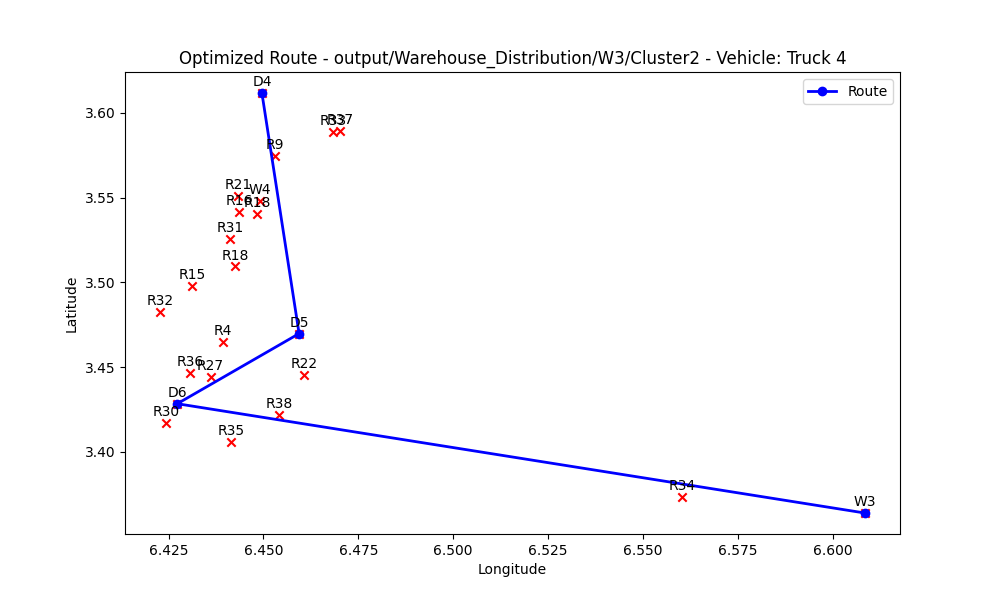 Optimized Route - output/Warehouse_Distribution/W3/Cluster2 - Vehicle: Truck 4
Route
D4
R33
R37
R9
R21
W4
R16
R18
R31
R18
R15
R32
D5
R4
R36
R27
R22
D6
R38
R30
R35
R34
W3
3.60
3.55
3.50
3.45
3.40
Latitude
6.425
6.450
6.475
6.500
6.525
6.550
6.575
6.600
Longitude